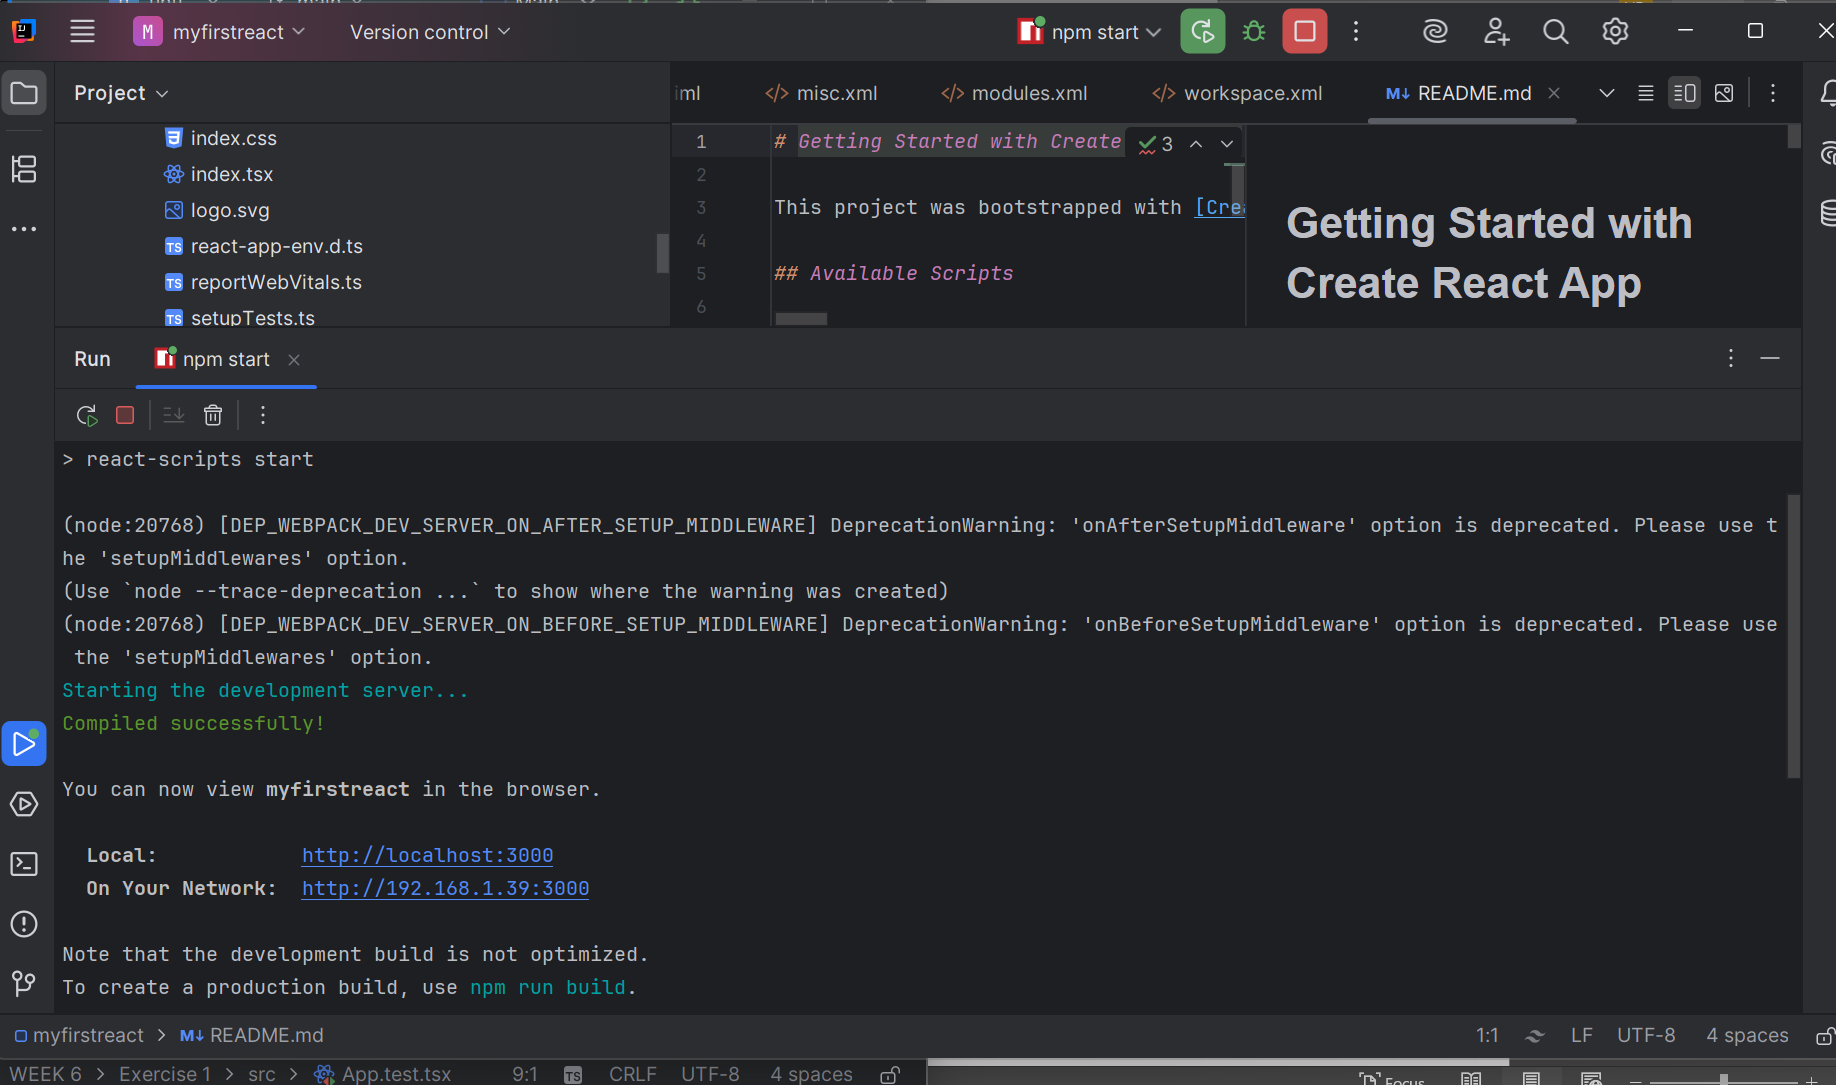 M myfirstreact Version control npm start
Project
iml misc.xml modules.xml workspace.xml M↓ README.md
index.css
index.tsx
logo.svg
TS react-app-env.d.ts
TS reportWebVitals.ts
TS setupTests.ts
1 # Getting Started with Create 3
2
3 This project was bootstrapped with [Cre
4
5 ## Available Scripts
6
Getting Started with
Create React App
Run npm start
> react-scripts start
(node:20768) [DEP_WEBPACK_DEV_SERVER_ON_AFTER_SETUP_MIDDLEWARE] DeprecationWarning: 'onAfterSetupMiddleware' option is deprecated. Please use t
he 'setupMiddlewares' option.
(Use `node --trace-deprecation ...` to show where the warning was created)
(node:20768) [DEP_WEBPACK_DEV_SERVER_ON_BEFORE_SETUP_MIDDLEWARE] DeprecationWarning: 'onBeforeSetupMiddleware' option is deprecated. Please use
the 'setupMiddlewares' option.
Starting the development server...
Compiled successfully!
You can now view myfirstreact in the browser.
Local: http://localhost:3000
On Your Network: http://192.168.1.39:3000
Note that the development build is not optimized.
To create a production build, use npm run build.
myfirstreact > M↓ README.md 1:1 LF UTF-8 4 spaces
WEEK 6 > Exercise 1 > src > App.test.tsx 9:1 TS CRLF UTF-8 4 spaces Focus